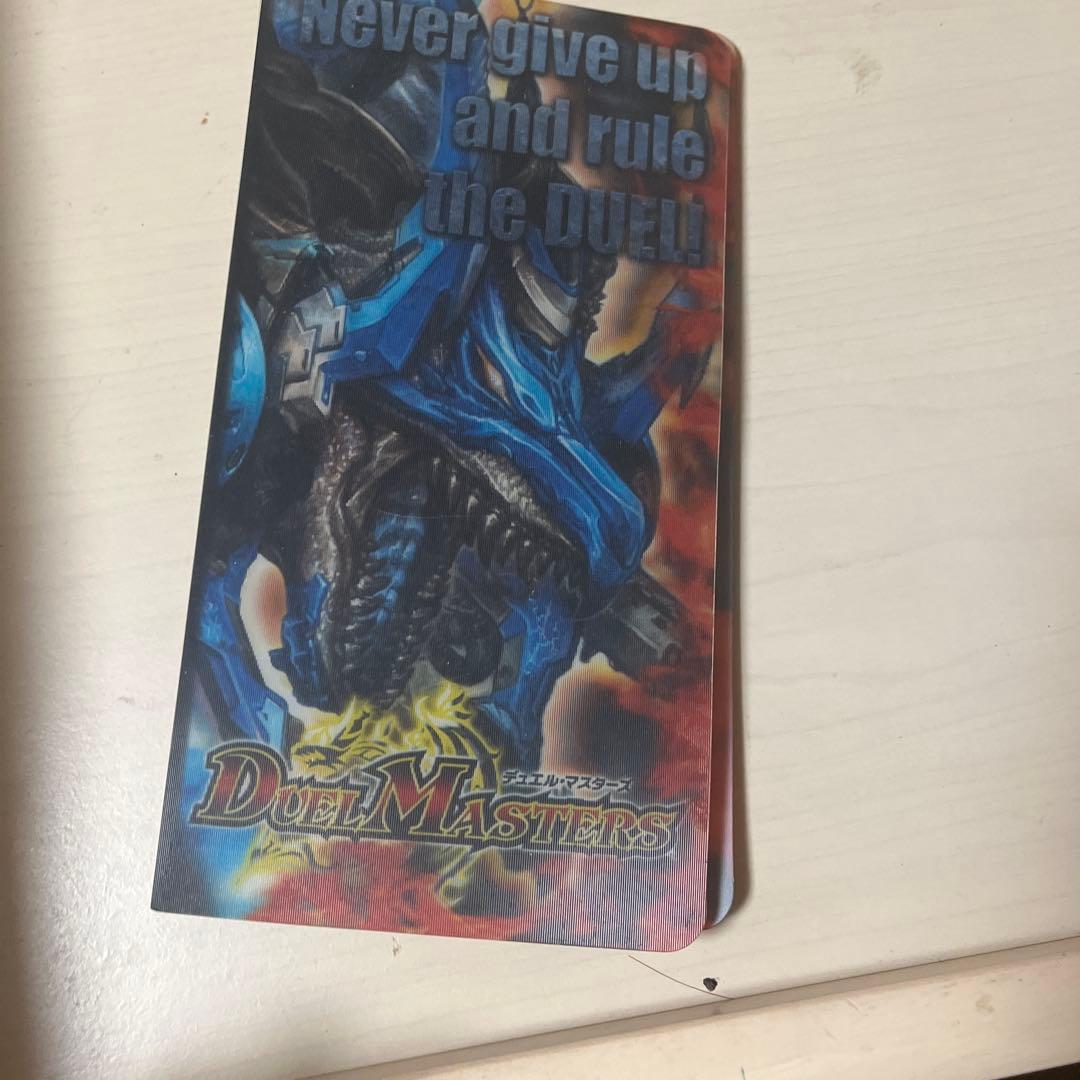 Never give up
and rule
the DUEL!
デュエル・マスターズ
DUEL MASTERS